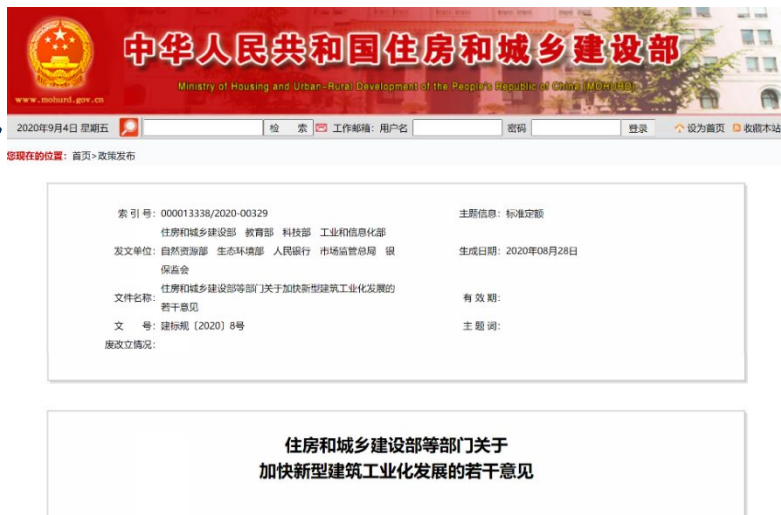 中华人民共和国住房和城乡建设部
Ministry of Housing and Urban-Rural Development of the People's Republic of China (MOHURD)
www.mohurd.gov.cn
2020年9月4日 星期五 检 索 工作邮箱：用户名 密码 登录 设为首页 收藏本站
您现在的位置：首页>政策发布
索 引 号：000013338/2020-00329 主题信息：标准定额
住房和城乡建设部 教育部 科技部 工业和信息化部
发文单位：自然资源部 生态环境部 人民银行 市场监管总局 银 生成日期：2020年08月28日
保监会
住房和城乡建设部等部门关于加快新型建筑工业化发展的
文件名称： 有 效 期：
若干意见
文 号：建标规〔2020〕8号 主 题 词：
废改立情况：
住房和城乡建设部等部门关于
加快新型建筑工业化发展的若干意见